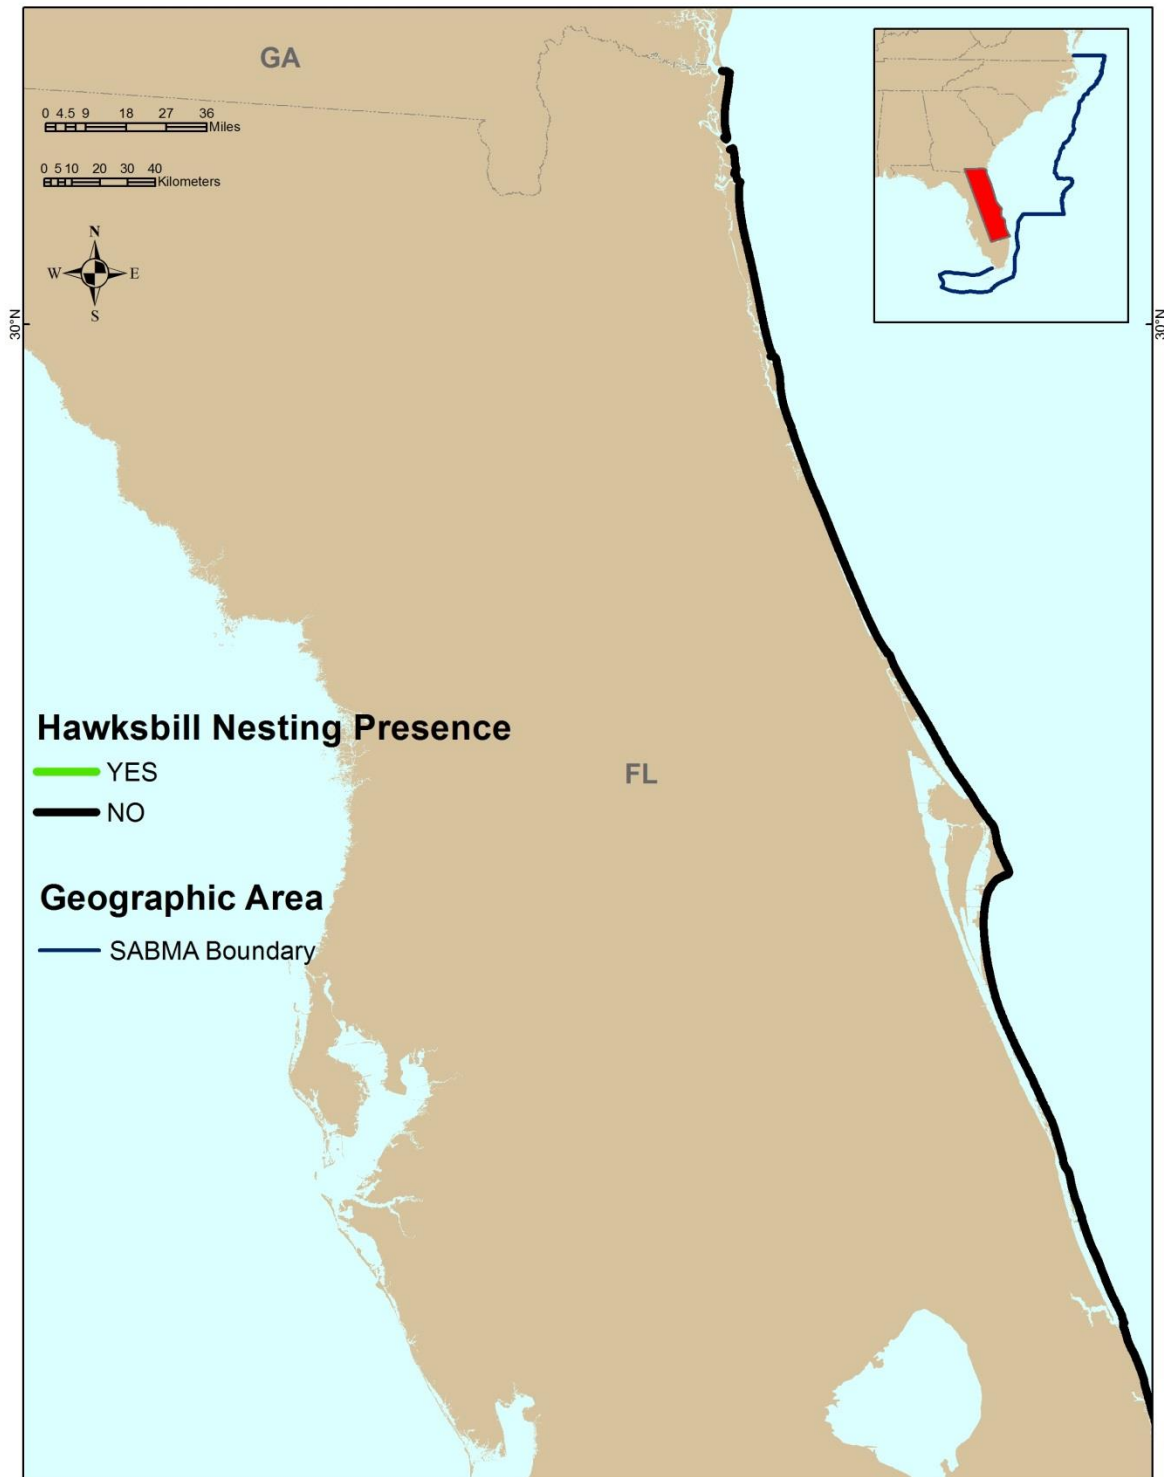 GA
0 4.5 9 18 27 36
Miles
0 5 10 20 30 40
Kilometers
N
W E
S
30°N
30°N
Hawksbill Nesting Presence
YES
FL
NO
Geographic Area
SABMA Boundary